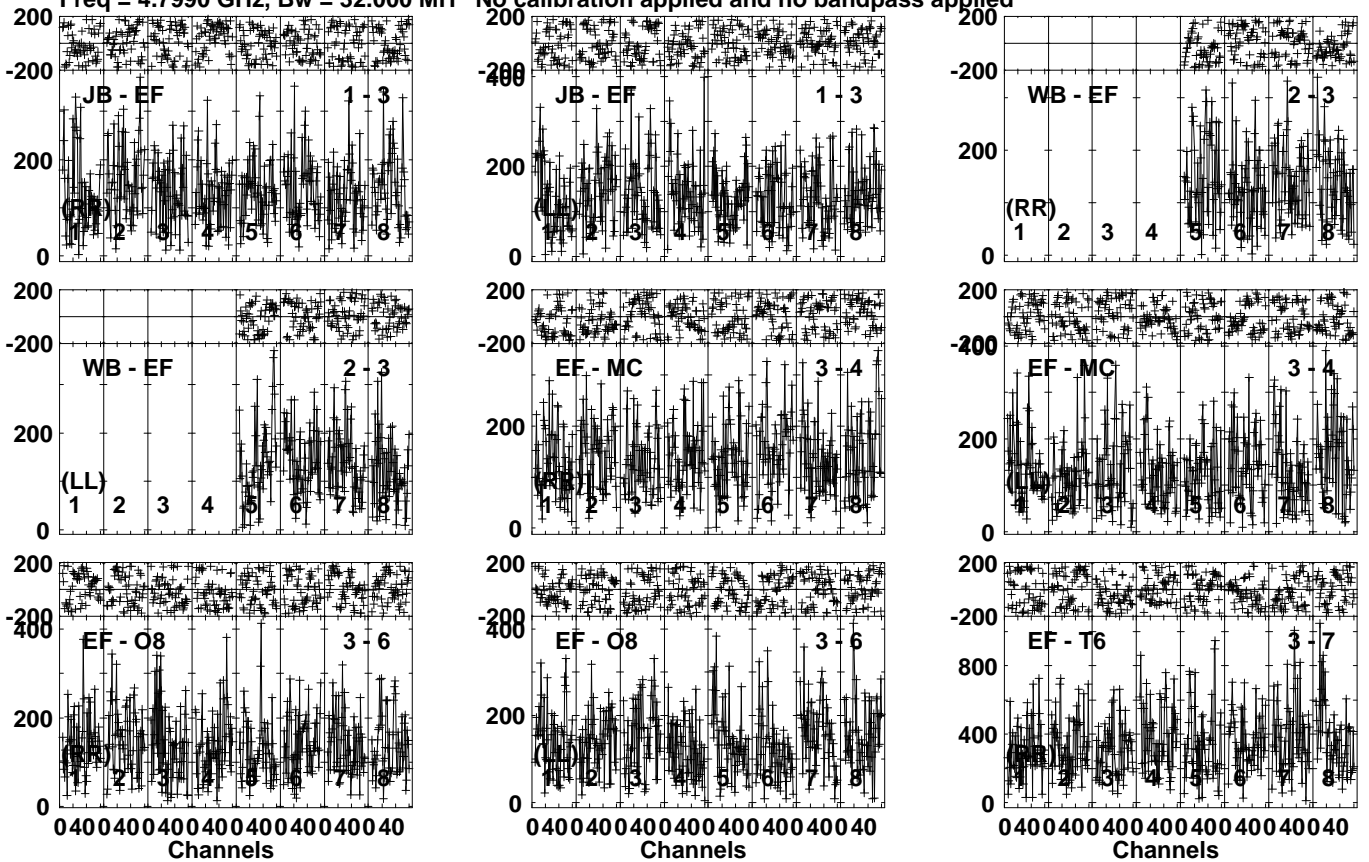 Freq = 4.7990 GHz, Bw = 32.000 MH No calibration applied and no bandpass applied
200 200 200
-200 -200 -200
400
JB - EF 1 - 3 JB - EF 1 - 3 WB - EF 2 - 3
200 200 200
(RR) (LL) (RR)
1 2 3 4 5 6 7 8 1 2 3 4 5 6 7 8 1 2 3 4 5 6 7 8
0 0 0
200 200 200
-200 -200 -200
400
WB - EF 2 - 3 EF - MC 3 - 4 EF - MC 3 - 4
200 200 200
(LL) (RR) (LL)
1 2 3 4 5 6 7 8 1 2 3 4 5 6 7 8 1 2 3 4 5 6 7 8
0 0 0
200 200 200
-200 -200 -200
400 400
EF - O8 3 - 6 EF - O8 3 - 6 EF - T6 3 - 7
800
200 200 400
(RR) (LL) (RR)
1 2 3 4 5 6 7 8 1 2 3 4 5 6 7 8 1 2 3 4 5 6 7 8
0 0 0
0 40 0 40 0 40 0 40 0 40 0 40 0 40 0 40 0 40 0 40 0 40 0 40 0 40 0 40 0 40 0 40 0 40 0 40 0 40 0 40 0 40 0 40 0 40 0 40
Channels Channels Channels